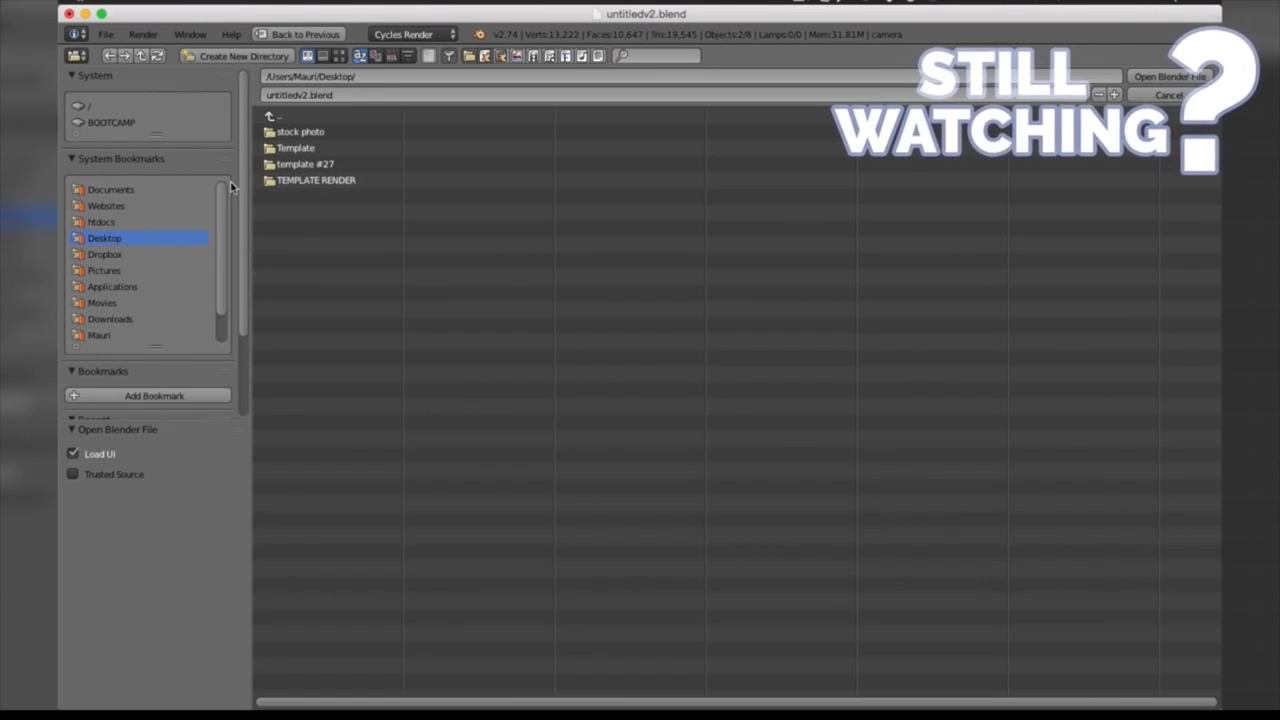 untitledv2.blend
File Render Window Help Back to Previous Cycles Render v2.74 | Verts:13,222 | Faces:10,647 | Tris:19,545 | Objects:2/8 | Lamps:0/0 | Mem:31.81M | camera
Create New Directory
STILL
WATCHING?
System
/Users/Mauri/Desktop/
Open Blender File
untitledv2.blend
Cancel
/
BOOTCAMP
..
stock photo
Template
template #27
TEMPLATE RENDER
System Bookmarks
Documents
Websites
htdocs
Desktop
Dropbox
Pictures
Applications
Movies
Downloads
Mauri
Bookmarks
Add Bookmark
Open Blender File
Load UI
Trusted Source